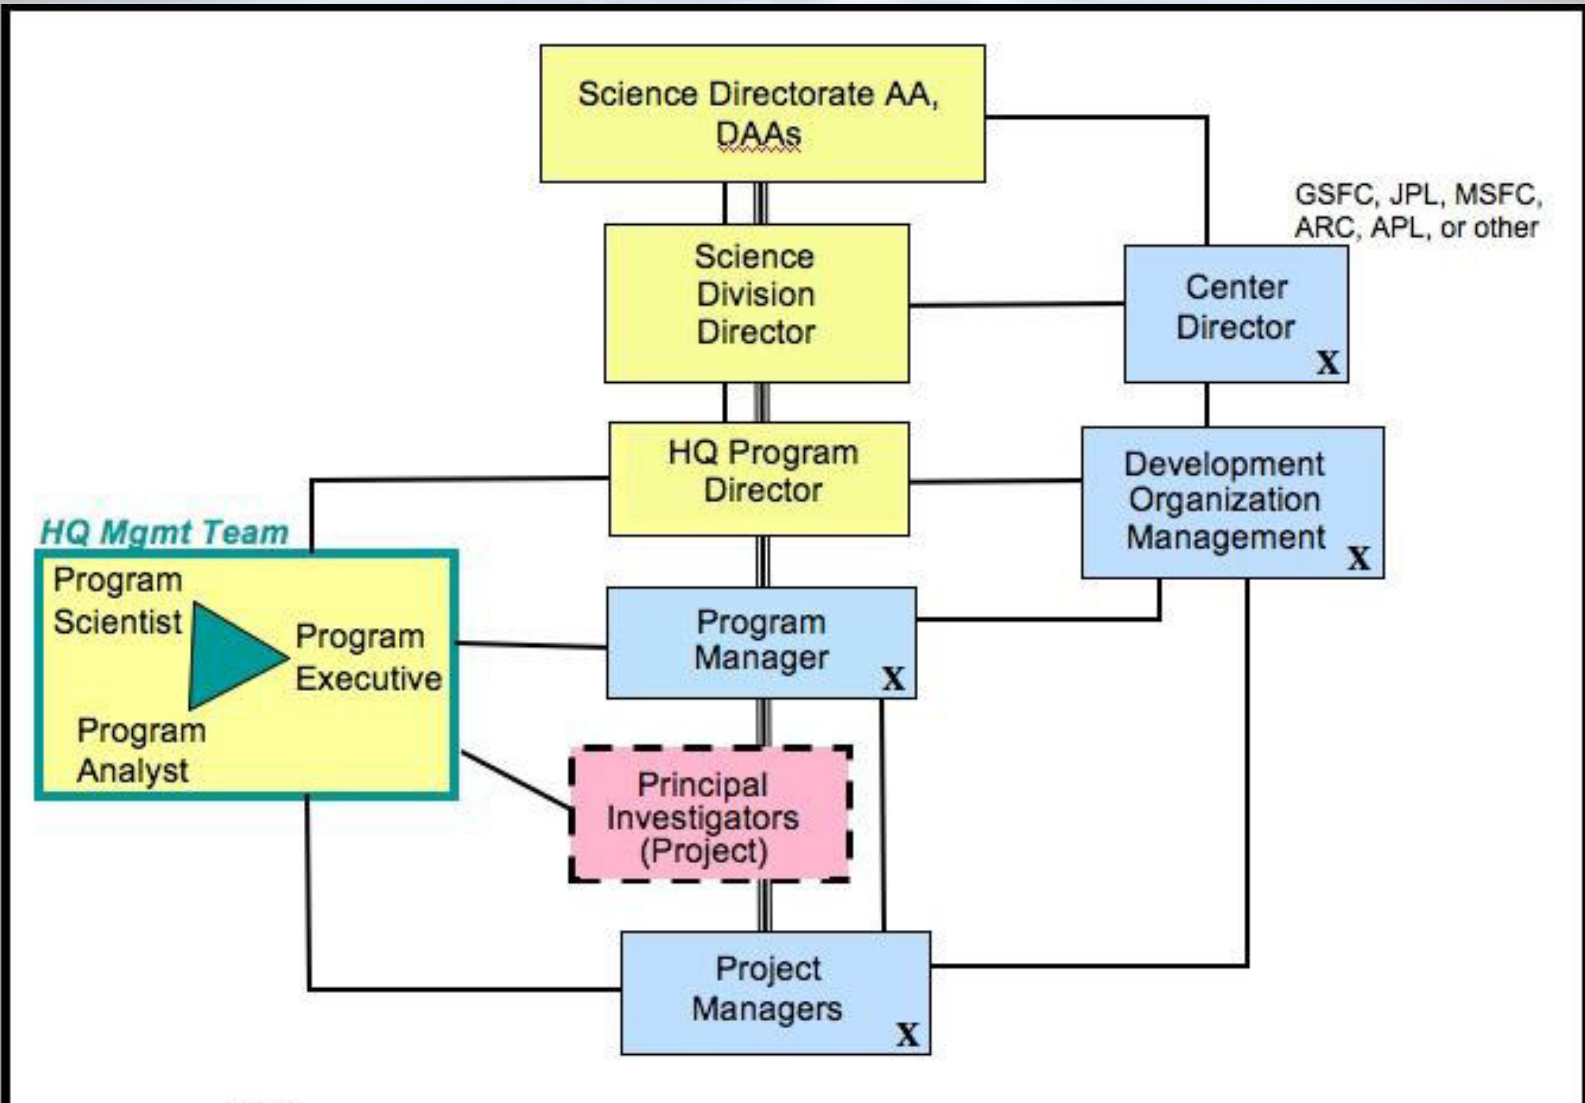 Science Directorate AA,
DAAs
GSFC, JPL, MSFC,
ARC, APL, or other
Science
Division
Director
Center
Director
X
HQ Program
Director
Development
Organization
Management
X
HQ Mgmt Team
Program
Scientist
Program
Executive
Program
Analyst
Program
Manager
X
Principal
Investigators
(Project)
Project
Managers
X